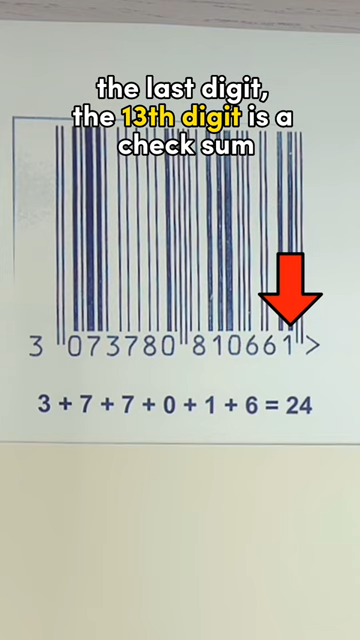 the last digit,
the 13th digit is a
check sum
3 073780 810661 >
3 + 7 + 7 + 0 + 1 + 6 = 24